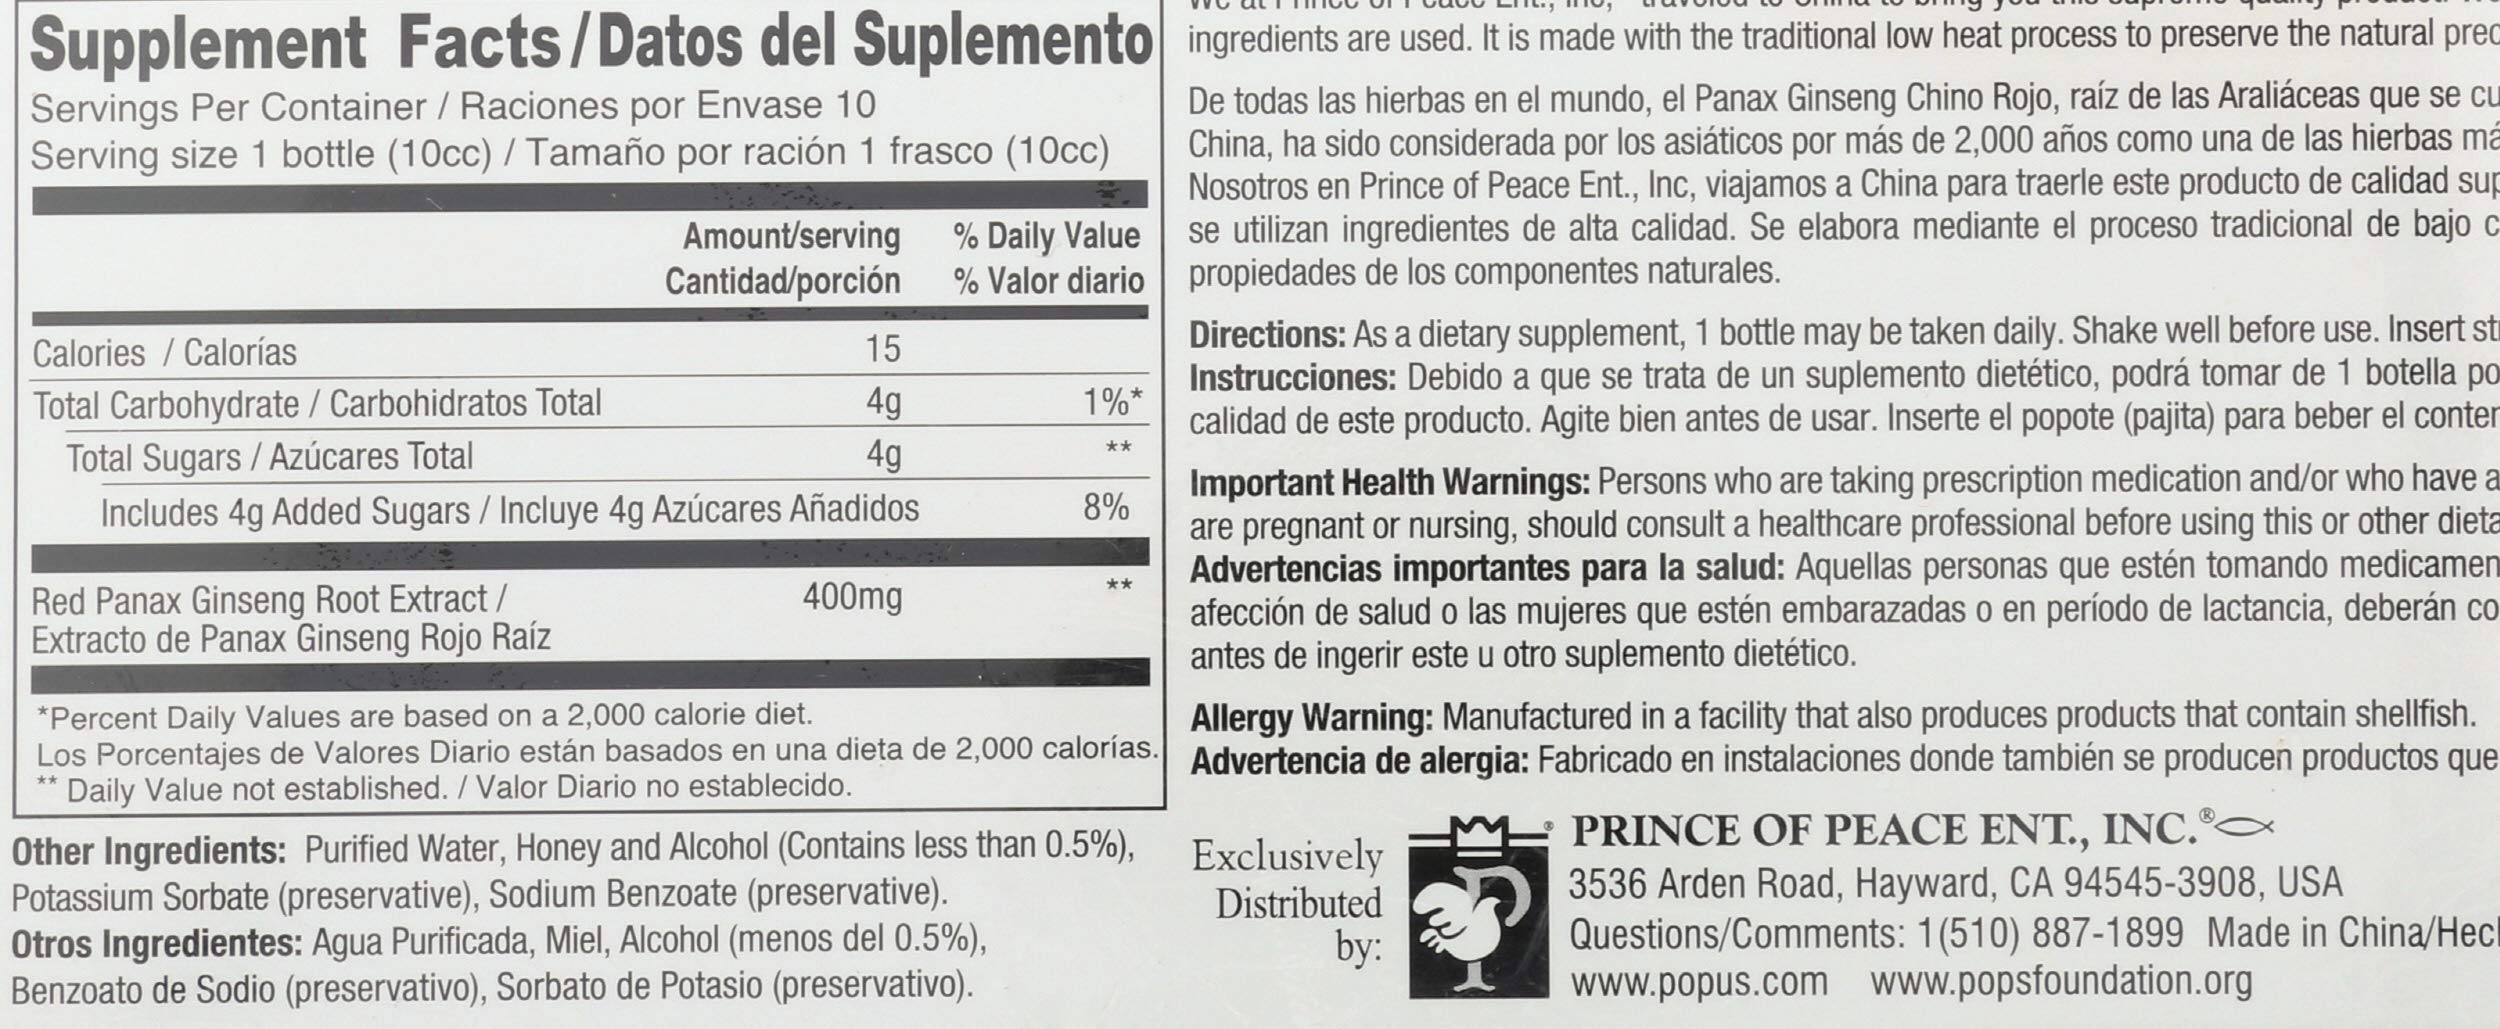 Supplement Facts/Datos del Suplemento
Servings Per Container / Raciones por Envase 10
Serving size 1 bottle (10cc) / Tamaño por ración 1 frasco (10cc)
Amount/serving % Daily Value
Cantidad/porción % Valor diario
Calories / Calorías 15
Total Carbohydrate / Carbohidratos Total 4g 1%*
Total Sugars / Azúcares Total 4g **
Includes 4g Added Sugars / Incluye 4g Azúcares Añadidos 8%
Red Panax Ginseng Root Extract / 400mg **
Extracto de Panax Ginseng Rojo Raíz
*Percent Daily Values are based on a 2,000 calorie diet.
Los Porcentajes de Valores Diario están basados en una dieta de 2,000 calorías.
** Daily Value not established. / Valor Diario no establecido.
Other Ingredients: Purified Water, Honey and Alcohol (Contains less than 0.5%),
Potassium Sorbate (preservative), Sodium Benzoate (preservative).
Otros Ingredientes: Agua Purificada, Miel, Alcohol (menos del 0.5%),
Benzoato de Sodio (preservativo), Sorbato de Potasio (preservativo).
We at Prince of Peace Ent., Inc, traveled to China to bring you this supreme quality product.
ingredients are used. It is made with the traditional low heat process to preserve the natural
De todas las hierbas en el mundo, el Panax Ginseng Chino Rojo, raíz de las Araliáceas que se
China, ha sido considerada por los asiáticos por más de 2,000 años como una de las hierbas
Nosotros en Prince of Peace Ent., Inc, viajamos a China para traerle este producto de calidad
se utilizan ingredientes de alta calidad. Se elabora mediante el proceso tradicional de bajo
propiedades de los componentes naturales.
Directions: As a dietary supplement, 1 bottle may be taken daily. Shake well before use. Insert
Instrucciones: Debido a que se trata de un suplemento dietético, podrá tomar de 1 botella
calidad de este producto. Agite bien antes de usar. Inserte el popote (pajita) para beber el
Important Health Warnings: Persons who are taking prescription medication and/or who have a
are pregnant or nursing, should consult a healthcare professional before using this or other
Advertencias importantes para la salud: Aquellas personas que estén tomando
afección de salud o las mujeres que estén embarazadas o en período de lactancia, deberán
antes de ingerir este u otro suplemento dietético.
Allergy Warning: Manufactured in a facility that also produces products that contain shellfish.
Advertencia de alergia: Fabricado en instalaciones donde también se producen productos que
Exclusively
Distributed
by:
PRINCE OF PEACE ENT., INC.®
3536 Arden Road, Hayward, CA 94545-3908, USA
Questions/Comments: 1(510) 887-1899 Made in China/
www.popus.com www.popsfoundation.org